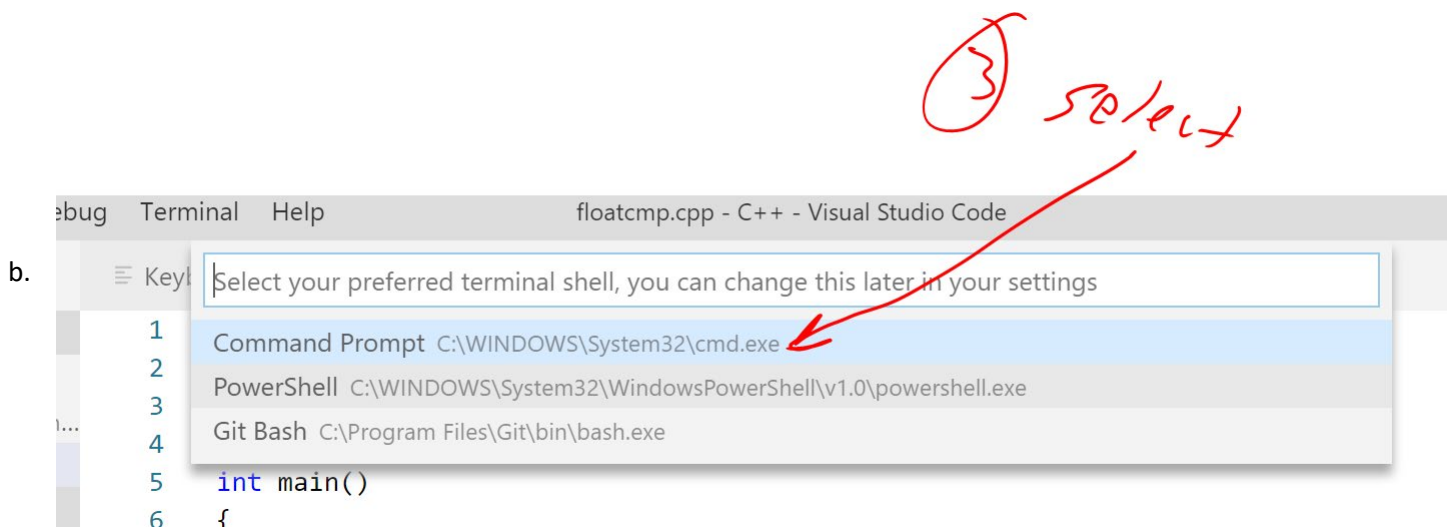 ③ select
ebug Terminal Help floatcmp.cpp - C++ - Visual Studio Code
b.
Keyb
Select your preferred terminal shell, you can change this later in your settings
1
Command Prompt C:\WINDOWS\System32\cmd.exe
2
PowerShell C:\WINDOWS\System32\WindowsPowerShell\v1.0\powershell.exe
3
...
Git Bash C:\Program Files\Git\bin\bash.exe
4
5 int main()
6 {